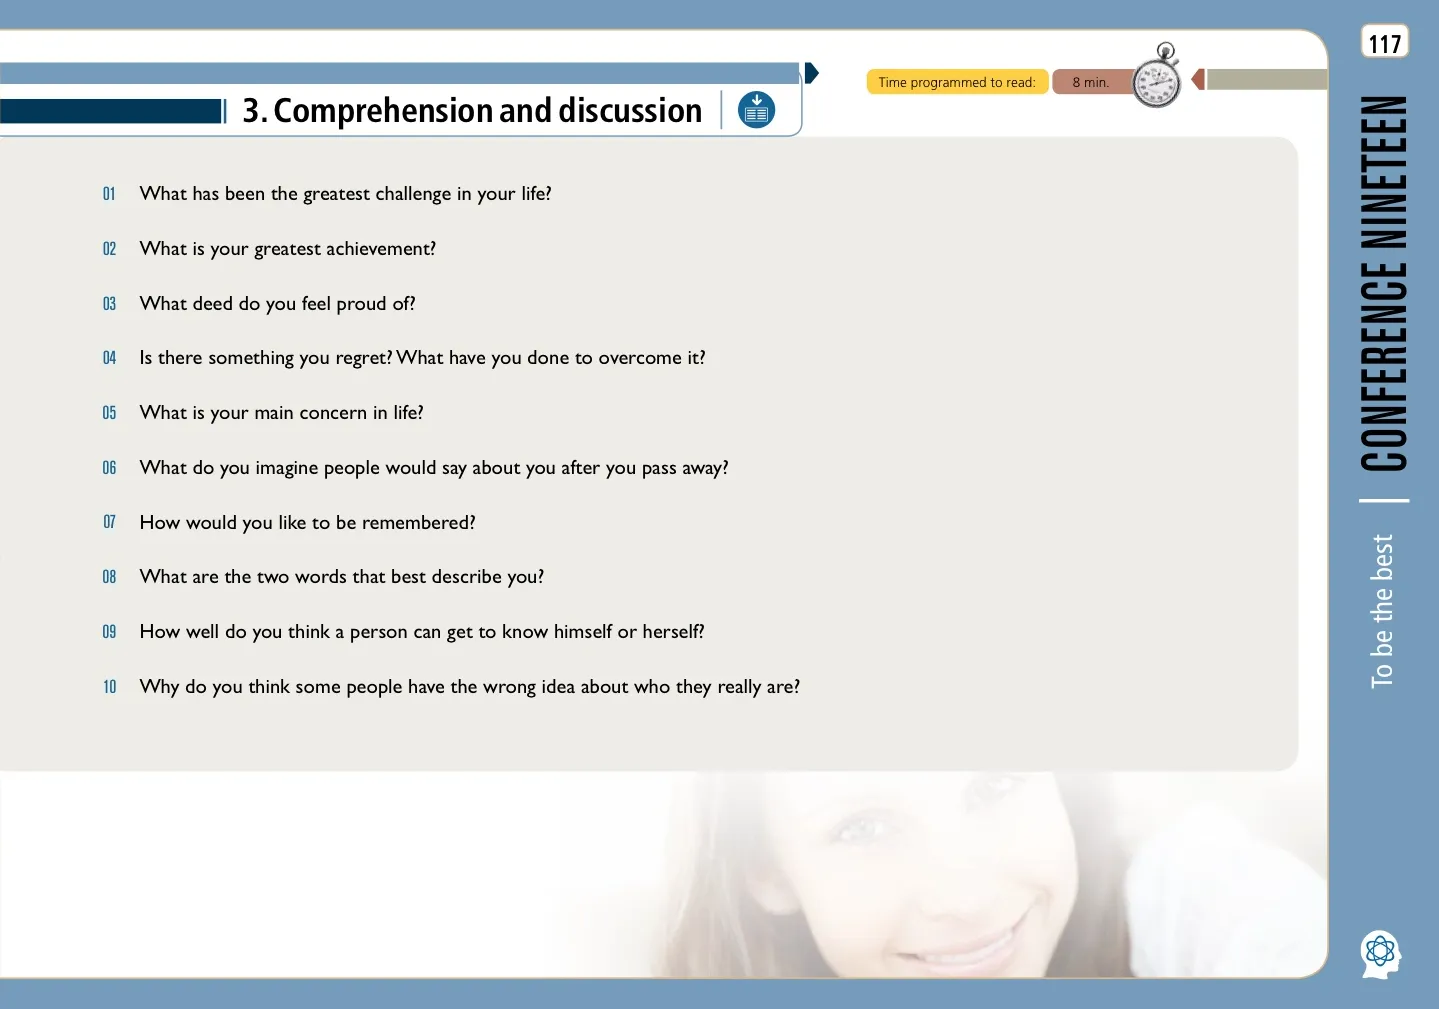 117
Time programmed to read:
8 min.
3. Comprehension and discussion
01 What has been the greatest challenge in your life?
02 What is your greatest achievement?
03 What deed do you feel proud of?
04 Is there something you regret? What have you done to overcome it?
05 What is your main concern in life?
06 What do you imagine people would say about you after you pass away?
07 How would you like to be remembered?
08 What are the two words that best describe you?
09 How well do you think a person can get to know himself or herself?
10 Why do you think some people have the wrong idea about who they really are?
CONFERENCE NINETEEN
To be the best